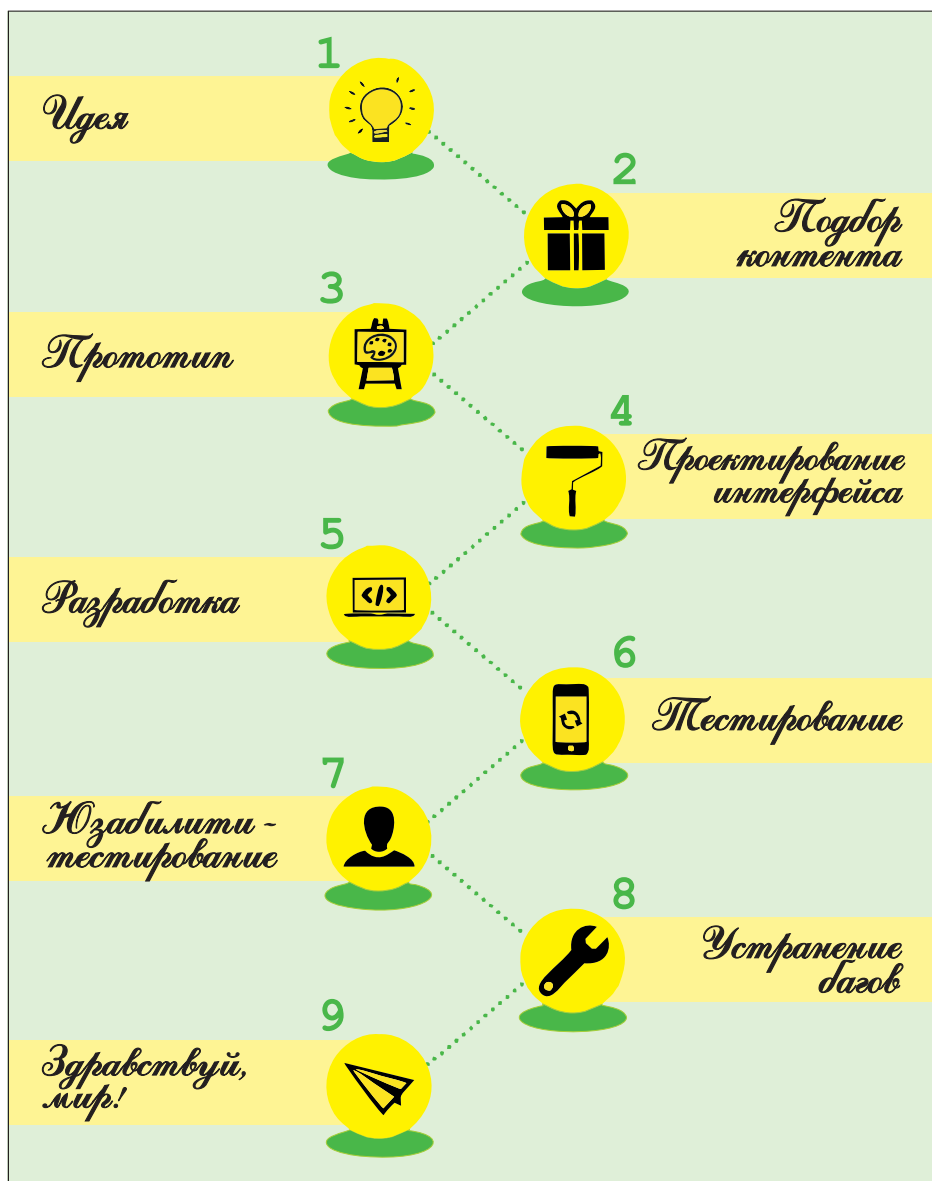 1
Идея
2
Подбор
контента
3
Прототип
4
Проектирование
интерфейса
5
Разработка
</>
6
Тестирование
7
Юзабилити -
тестирование
8
Устранение
багов
9
Здравствуй,
мир!